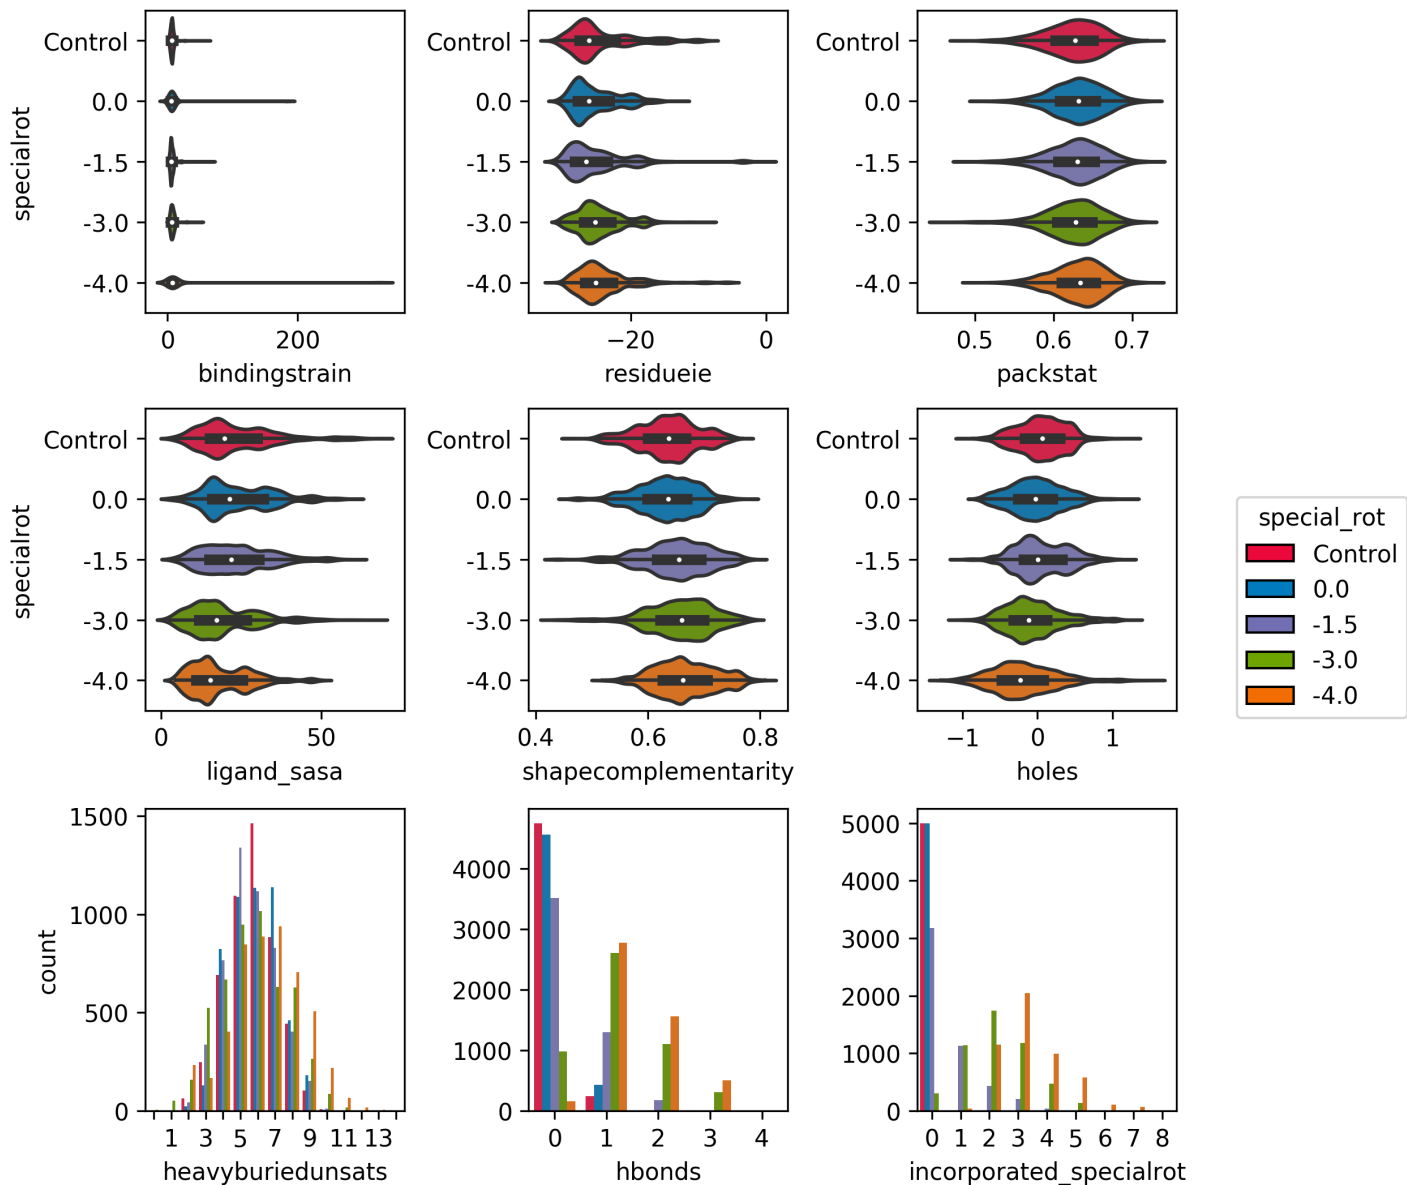 specialrot
Control
0.0
-1.5
-3.0
-4.0
0
200
bindingstrain
Control
0.0
-1.5
-3.0
-4.0
−20
0
residueie
Control
0.0
-1.5
-3.0
-4.0
0.5
0.6
0.7
packstat
specialrot
Control
0.0
-1.5
-3.0
-4.0
0
50
ligand_sasa
Control
0.0
-1.5
-3.0
-4.0
0.4
0.6
0.8
shapecomplementarity
Control
0.0
-1.5
-3.0
-4.0
−1
0
1
holes
special_rot
Control
0.0
-1.5
-3.0
-4.0
count
1500
1000
500
0
1 3 5 7 9 11 13
heavyburiedunsats
4000
3000
2000
1000
0
0 1 2 3 4
hbonds
5000
4000
3000
2000
1000
0
0 1 2 3 4 5 6 7 8
incorporated_specialrot